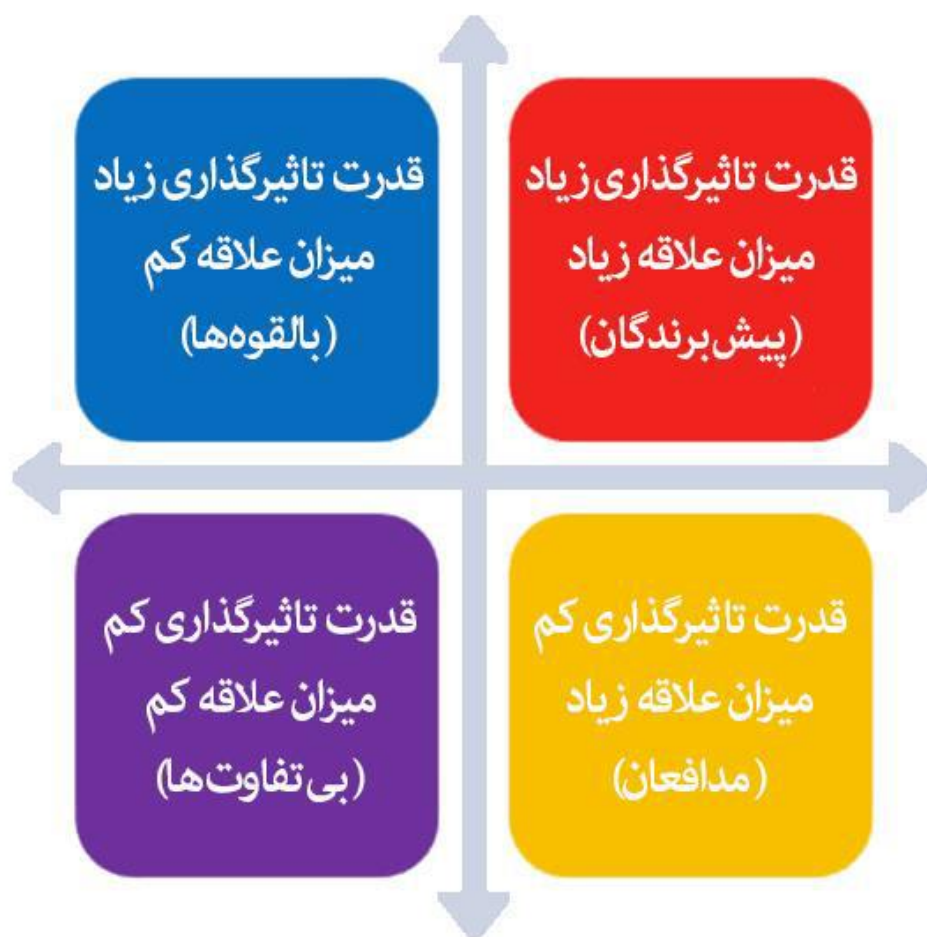 قدرت تاثیرگذاری زیاد
میزان علاقه زیاد
(پیش‌برندگان)
قدرت تاثیرگذاری زیاد
میزان علاقه کم
(بالقوه‌ها)
قدرت تاثیرگذاری کم
میزان علاقه زیاد
(مدافعان)
قدرت تاثیرگذاری کم
میزان علاقه کم
(بی‌تفاوت‌ها)